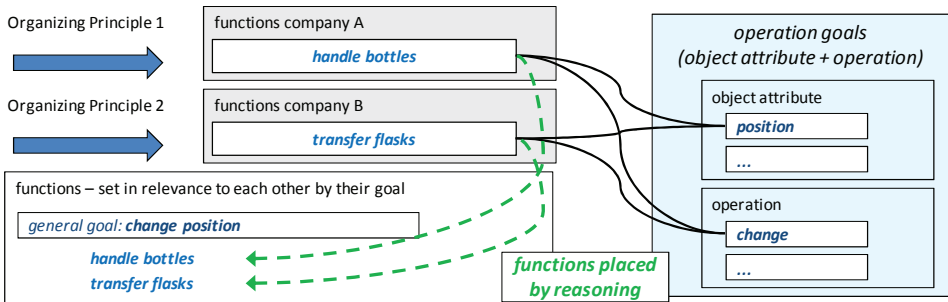 Organizing Principle 1
functions company A
handle bottles
Organizing Principle 2
functions company B
transfer flasks
operation goals
(object attribute + operation)
object attribute
position
...
operation
change
...
functions – set in relevance to each other by their goal
general goal: change position
handle bottles
transfer flasks
functions placed
by reasoning